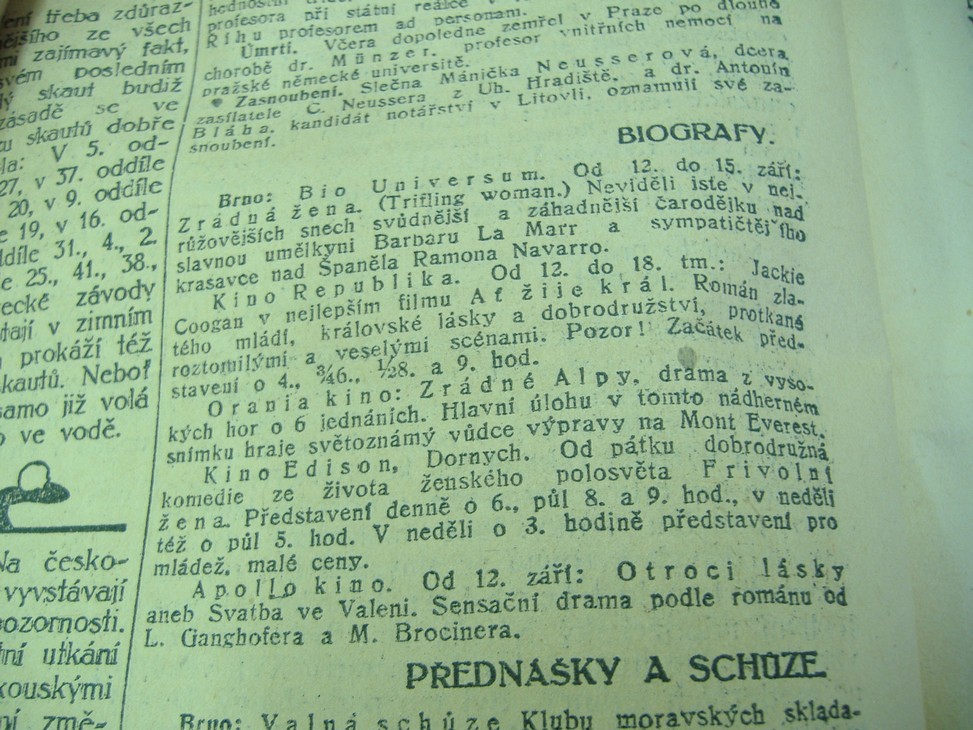 ení třeba zdůraz-
ějšího ze všech
mi zajímavý fakt,
svém posledním
lý skaut budiž
zásadě se ve
u skautů dobře
la: V 5. od-
27, v 37. oddíle
20, v 9. oddíle
e 19, v 16. od-
ddíle 31., 4., 2.
e 25., 41., 38.,
ecké závody
tají v zimním
prokáží též
kautů. Neboť
samo již volá
o ve vodě.
Na česko-
vyvstávají
pozornosti.
tní utkání
kouskými
ní změ-
profesora při státní reálce v
Říhu profesorem ad personam.
Úmrtí. Včera dopoledne zemřel v Praze po dlouhé
chorobě dr. Münzer, profesor vnitřních nemocí na
pražské německé universitě.
Zasnoubení. Slečna Mánička Neusserová, dcera
zasílatele C. Neussera z Uh. Hradiště, a dr. Antonín
Bláha, kandidát notářství v Litovli, oznamují své za-
snoubení.
BIOGRAFY.
Brno: Bio Universum. Od 12. do 15. září:
Zrádná žena. (Trifling woman.) Neviděli jste v nej-
růžovějších snech svůdnější a záhadnější čarodějku nad
slavnou umělkyni Barbaru La Marr a sympatičtějšího
krasavce nad Španěla Ramona Navarro.
Kino Republika. Od 12. do 18. tm.: Jackie
Coogan v nejlepším filmu Ať žije král. Román zla-
tého mládí, královské lásky a dobrodružství, protkané
roztomilými a veselými scénami. Pozor! Začátek před-
stavení o 4., ¾6., ½8. a 9. hod.
Orania kino: Zrádné Alpy, drama z vyso-
kých hor o 6 jednáních. Hlavní úlohu v tomto nádherném
snímku hraje světoznámý vůdce výpravy na Mont Everest.
Kino Edison, Dornych. Od pátku dobrodružná
komedie ze života ženského polosvěta Frivolní
žena. Představení denně o 6., půl 8. a 9. hod., v neděli
též o půl 5. hod. V neděli o 3. hodině představení pro
mládež, malé ceny.
Apollo kino. Od 12. září: Otroci lásky
aneb Svatba ve Valeni. Sensační drama podle románu od
L. Ganghofera a M. Brocinera.
PŘEDNÁŠKY A SCHŮZE.
Brno: Valná schůze Klubu moravských sklada-